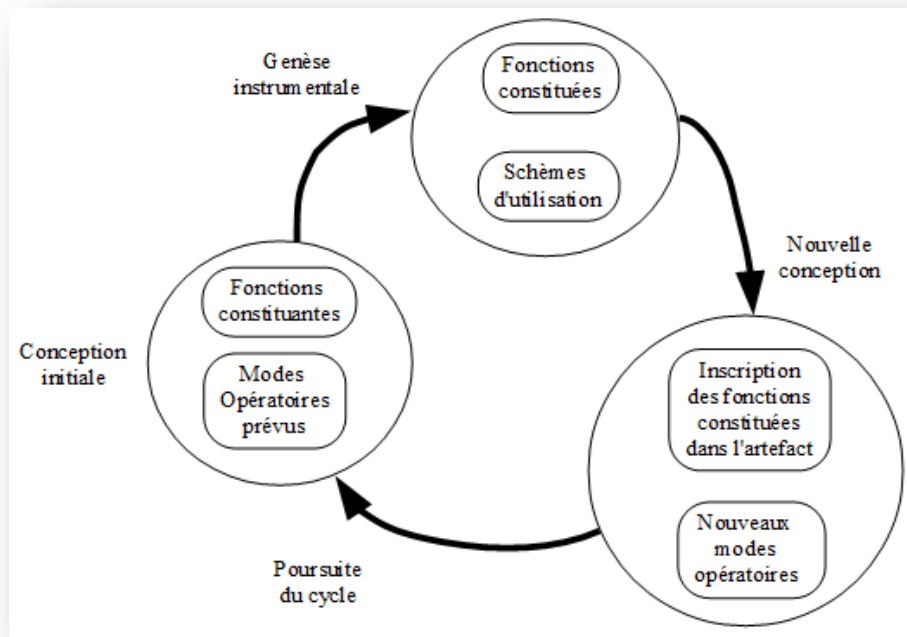 Genèse
instrumentale
Fonctions
constituées
Schèmes
d'utilisation
Nouvelle
conception
Fonctions
constituantes
Conception
initiale
Modes
Opératoires
prévus
Inscription
des fonctions
constituées
dans l'artefact
Nouveaux
modes
opératoires
Poursuite
du cycle